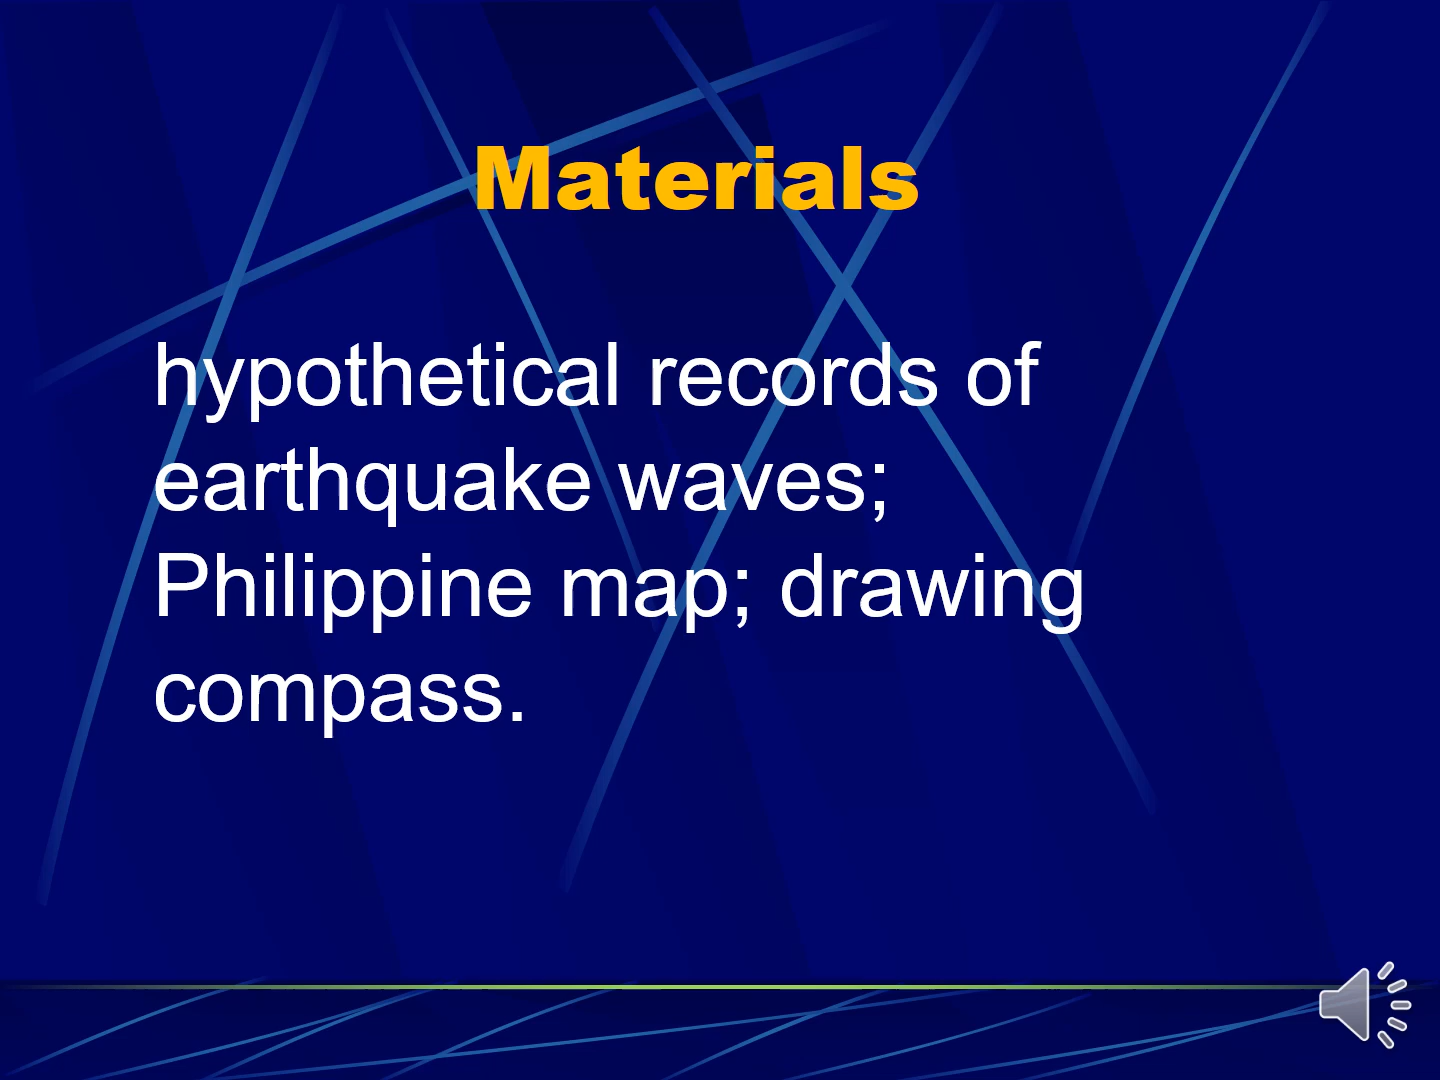 Materials
hypothetical records of
earthquake waves;
Philippine map; drawing
compass.